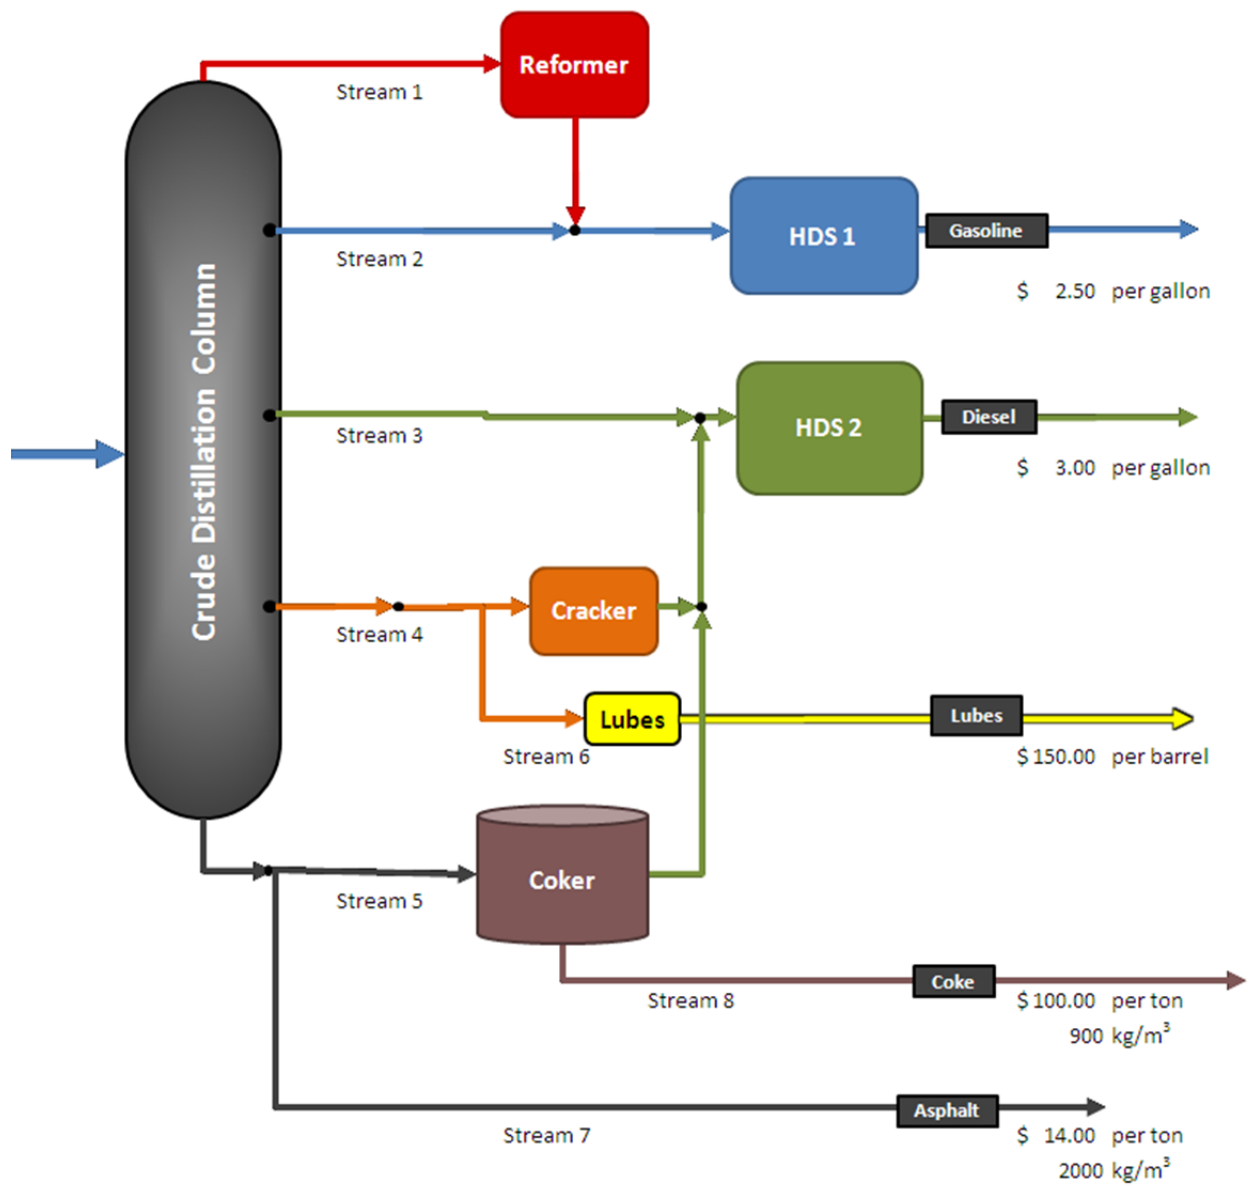 Reformer
Stream 1
HDS 1
Gasoline
Stream 2
$ 2.50 per gallon
Crude Distillation Column
HDS 2
Diesel
Stream 3
$ 3.00 per gallon
Cracker
Stream 4
Lubes
Lubes
Stream 6
$ 150.00 per barrel
Coker
Stream 5
Coke
Stream 8
$ 100.00 per ton
900 kg/m³
Asphalt
Stream 7
$ 14.00 per ton
2000 kg/m³